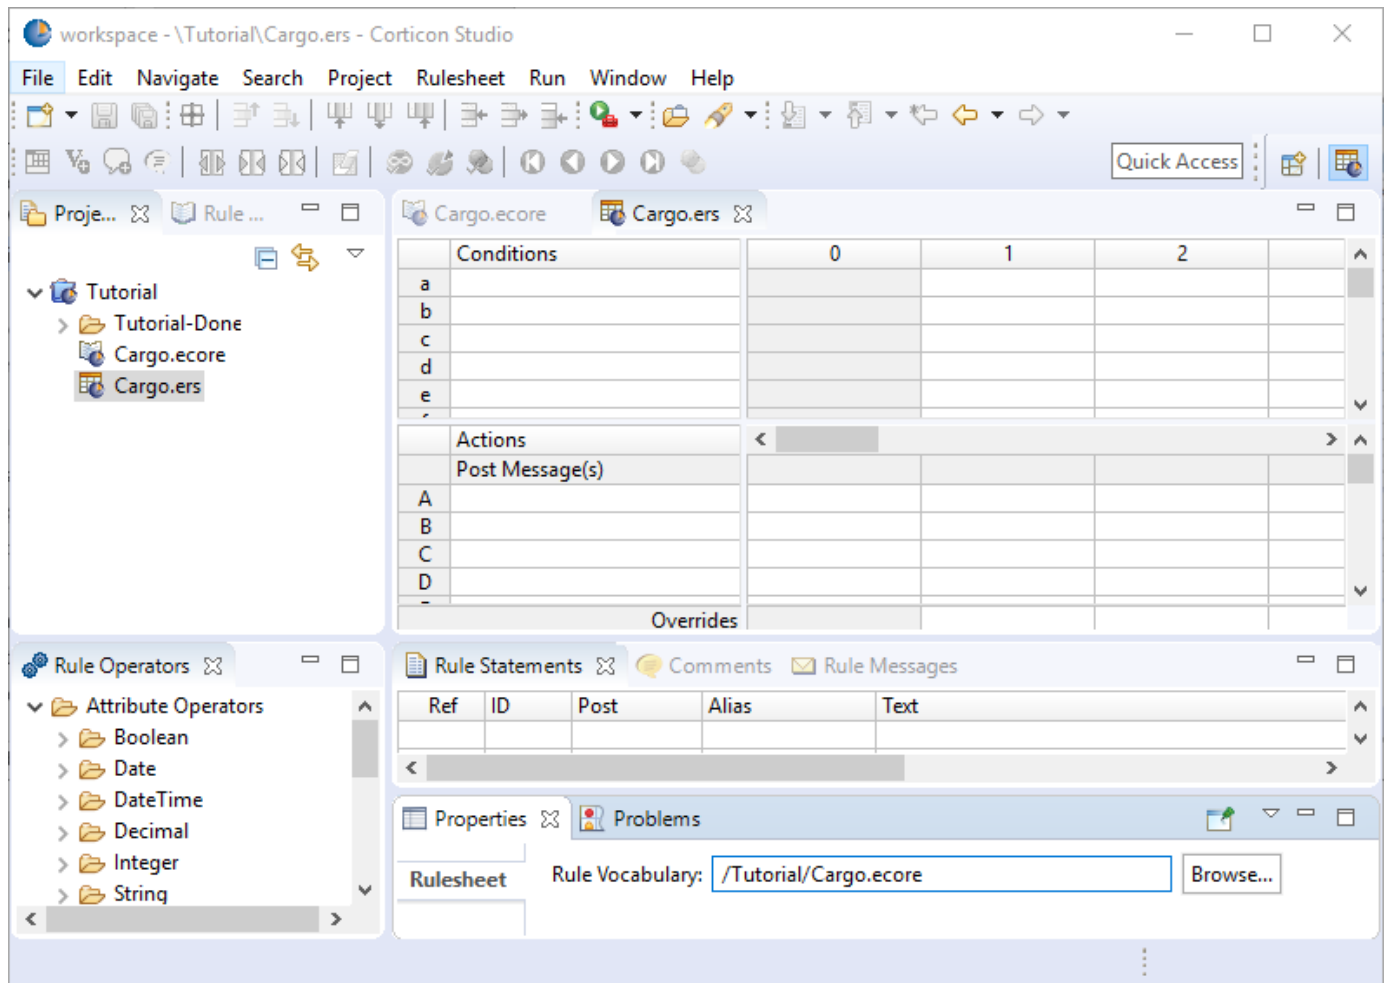 workspace - \Tutorial\Cargo.ers - Corticon Studio
File Edit Navigate Search Project Rulesheet Run Window Help
Quick Access
Proje... Rule ...
Cargo.ecore Cargo.ers
Conditions 0 1 2
Tutorial
Tutorial-Done
Cargo.ecore
Cargo.ers
a
b
c
d
e
Actions
Post Message(s)
A
B
C
D
Overrides
Rule Operators
Attribute Operators
Boolean
Date
DateTime
Decimal
Integer
String
Rule Statements Comments Rule Messages
Ref ID Post Alias Text
Properties Problems
Rulesheet
Rule Vocabulary: /Tutorial/Cargo.ecore Browse...